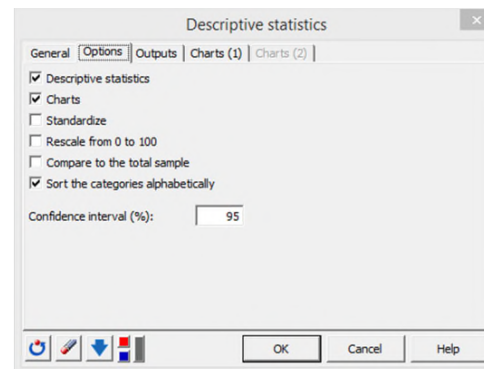 Descriptive statistics
General Options Outputs Charts (1) Charts (2)
Descriptive statistics
Charts
Standardize
Rescale from 0 to 100
Compare to the total sample
Sort the categories alphabetically
Confidence interval (%): 95
OK Cancel Help